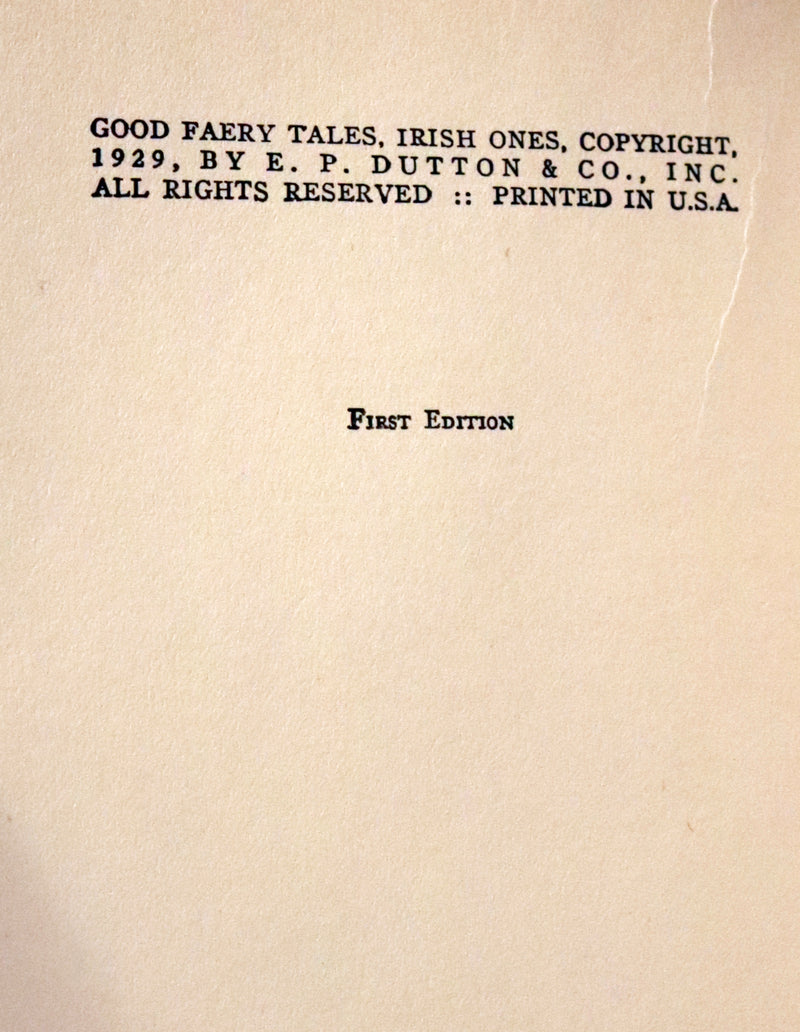 GOOD FAERY TALES, IRISH ONES, COPYRIGHT,
1929, BY E. P. DUTTON & CO., INC.
ALL RIGHTS RESERVED :: PRINTED IN U.S.A.
FIRST EDITION